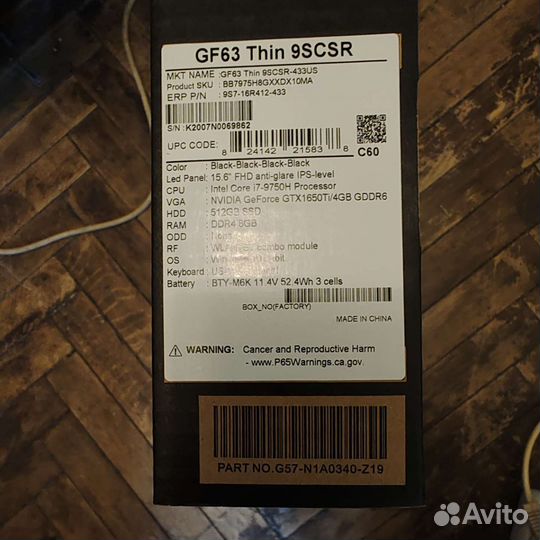 GF63 Thin 9SCSR
MKT NAME :GF63 Thin 9SCSR-433US
Product SKU : BB7975H8GXXDX10MA
ERP P/N : 9S7-16R412-433
S/N :K2007N0069862
UPC CODE: 8 24142 21583 8
C60
Color : Black-Black-Black-Black
Led Panel: 15.6" FHD anti-glare IPS-level
CPU : Intel Core i7-9750H Processor
VGA : NVIDIA GeForce GTX1650Ti/4GB GDDR6
HDD : 512GB SSD
RAM : DDR4 8GB
ODD :
RF : combo module
OS :
Keyboard :
Battery : BTY-M6K 11.4V 52.4Wh 3 cells
BOX_NO(FACTORY)
MADE IN CHINA
WARNING: Cancer and Reproductive Harm
- www.P65Warnings.ca.gov.
PART NO.G57-N1A0340-Z19
Avito